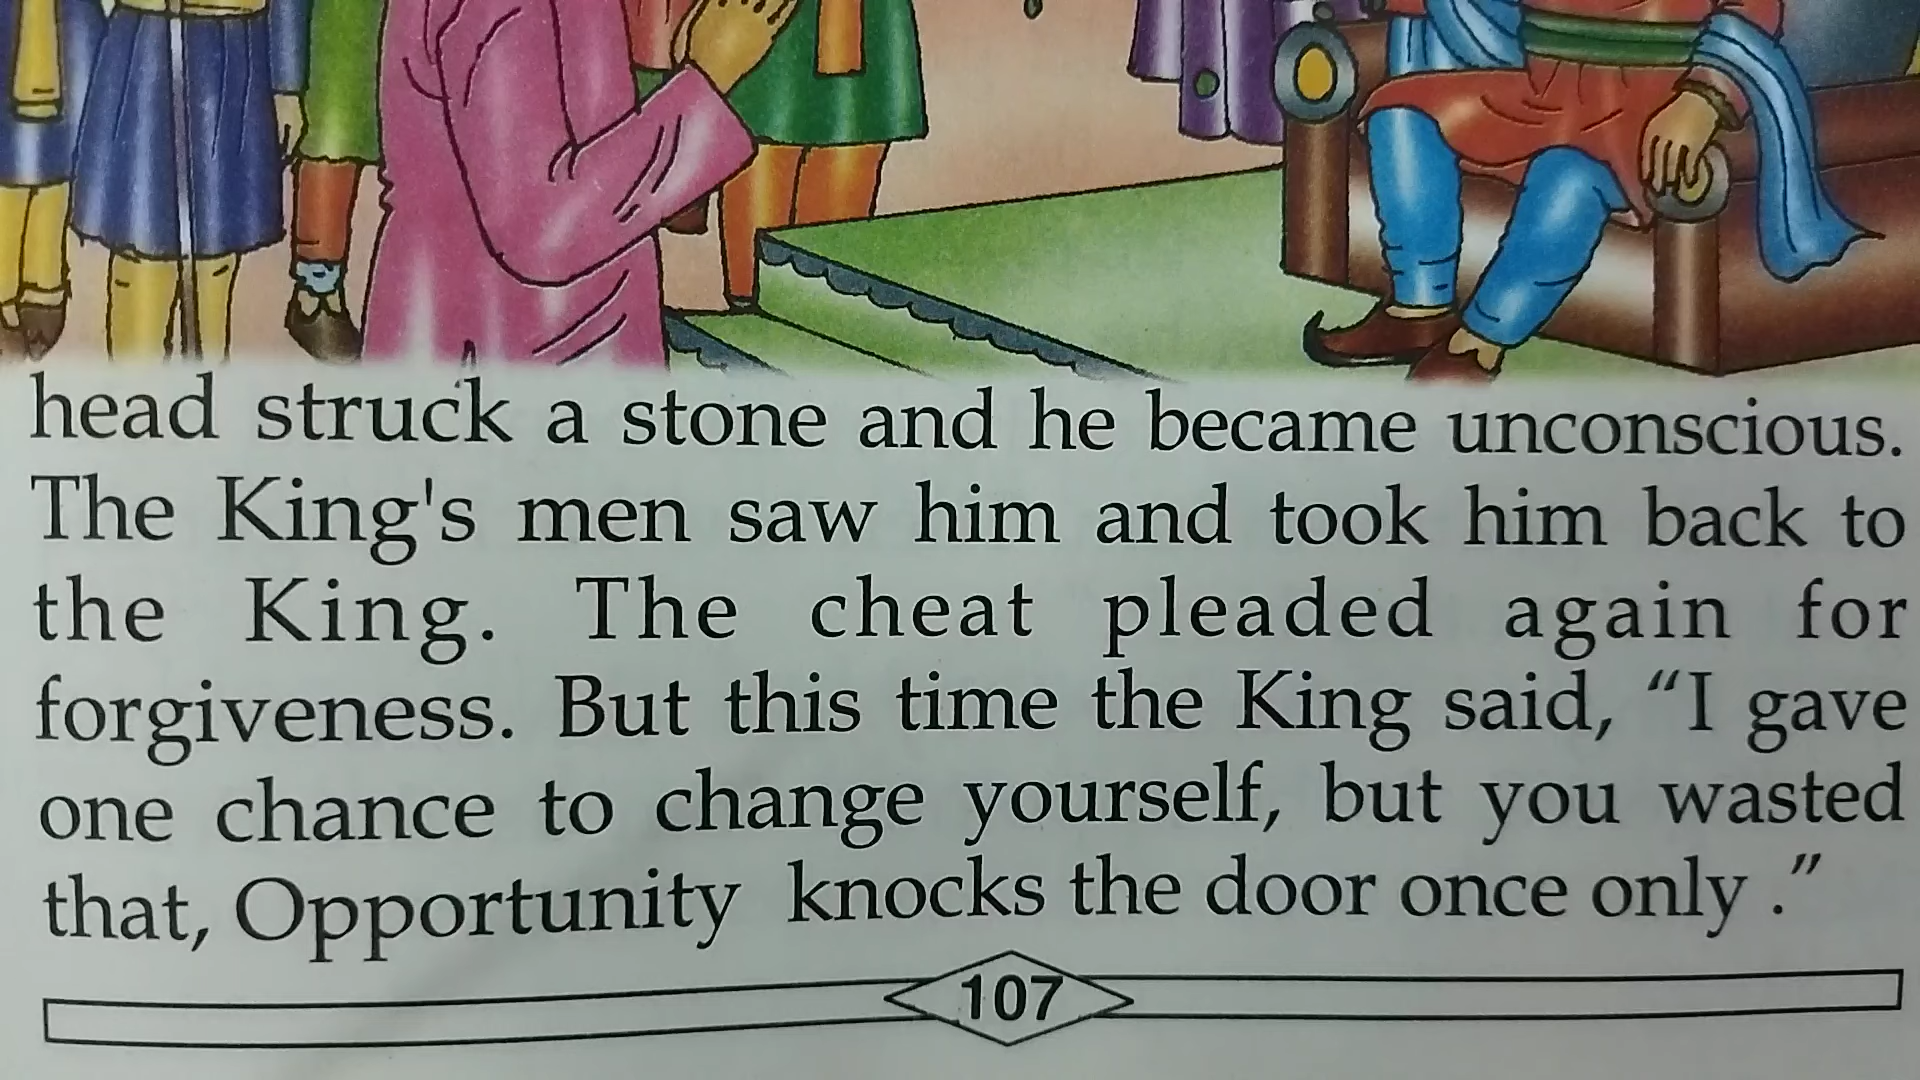 head struck a stone and he became unconscious.
The King's men saw him and took him back to
the King. The cheat pleaded again for
forgiveness. But this time the King said, “I gave
one chance to change yourself, but you wasted
that, Opportunity knocks the door once only .”
107